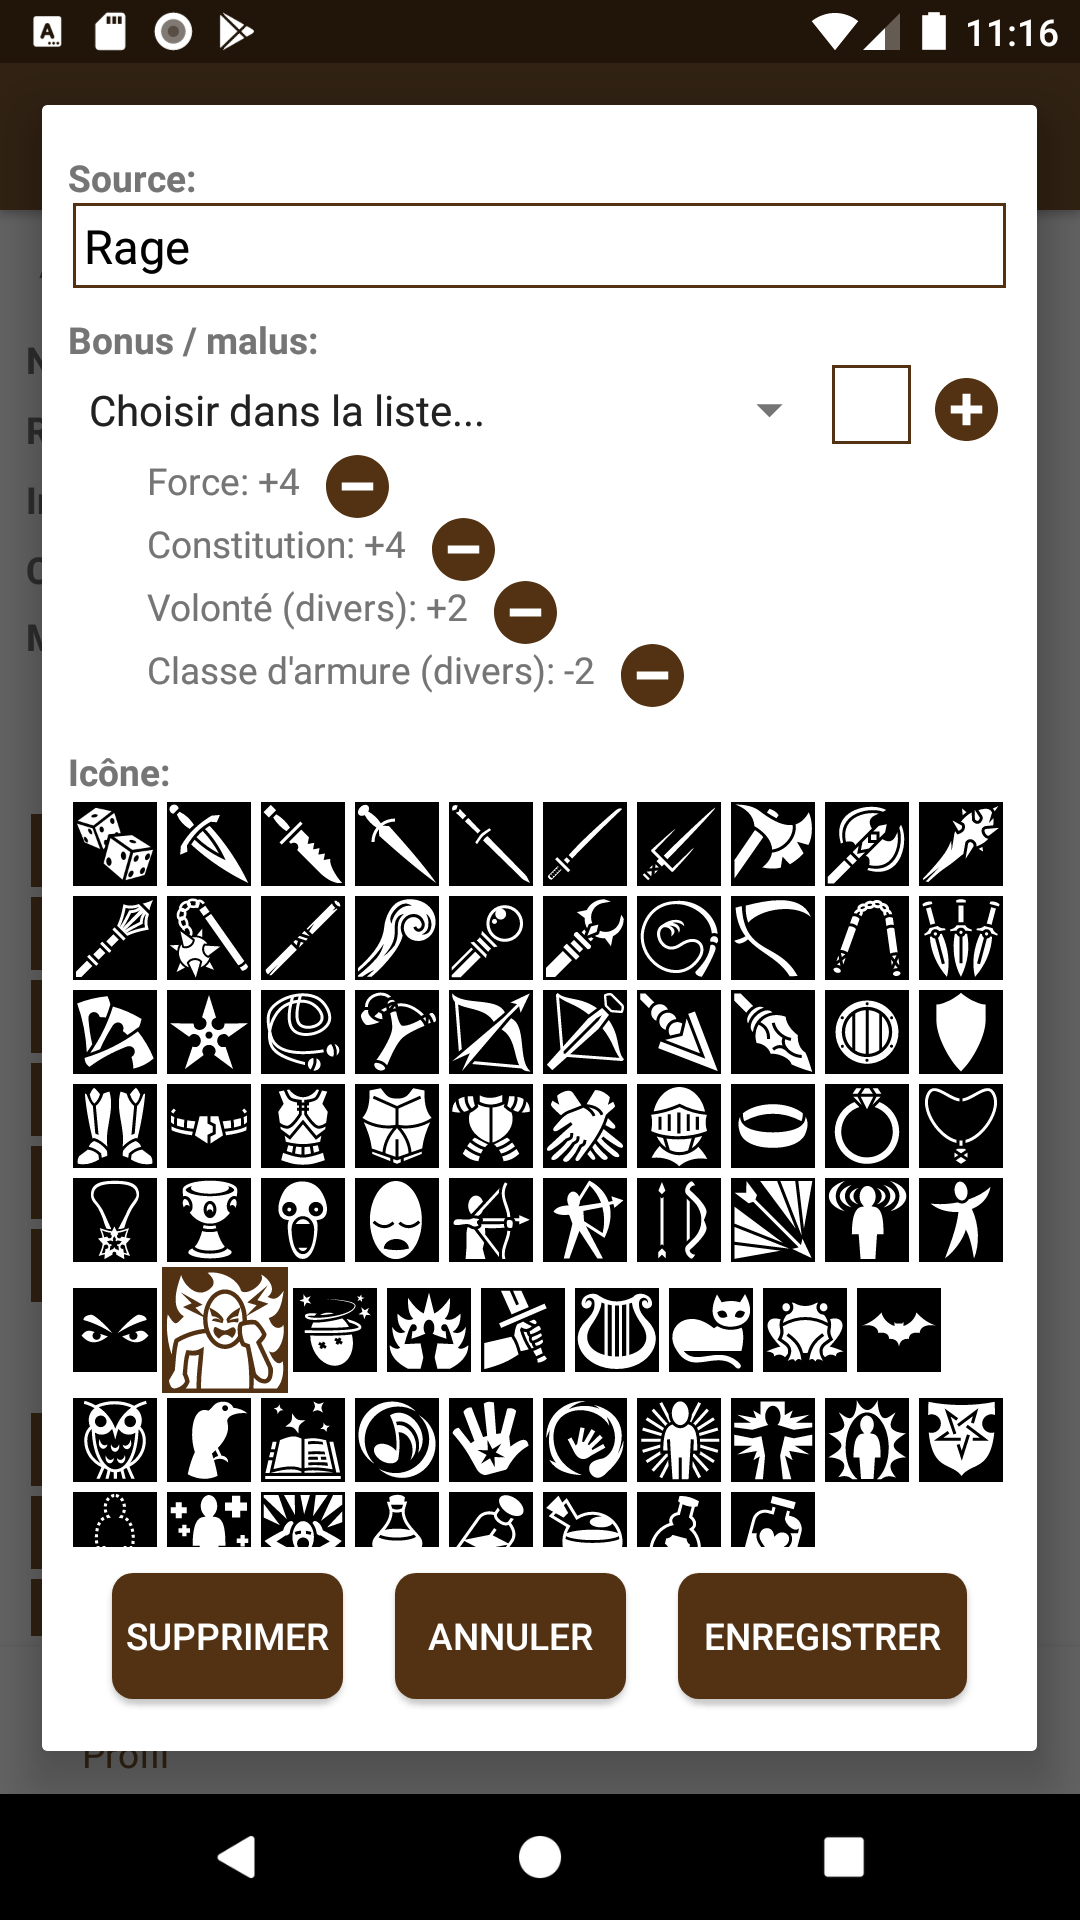 11:16
Source:
Rage
Bonus / malus:
Choisir dans la liste...
Force: +4
Constitution: +4
Volonté (divers): +2
Classe d'armure (divers): -2
Icône:
SUPPRIMER
ANNULER
ENREGISTRER
Profil